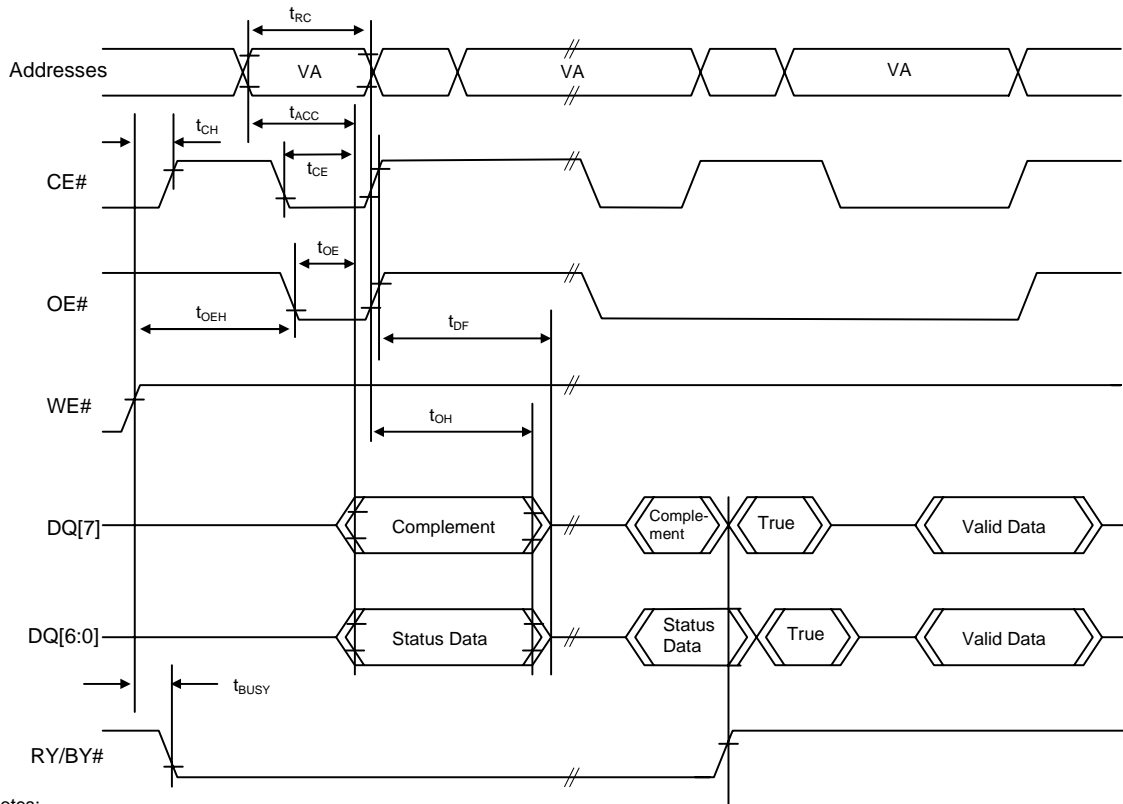 tRC
Addresses
VA
VA
VA
tACC
tCH
tCE
CE#
tOE
OE#
tOEH
tDF
WE#
tOH
DQ[7]
Complement
Comple-
ment
True
Valid Data
DQ[6:0]
Status Data
Status
Data
True
Valid Data
tBUSY
RY/BY#